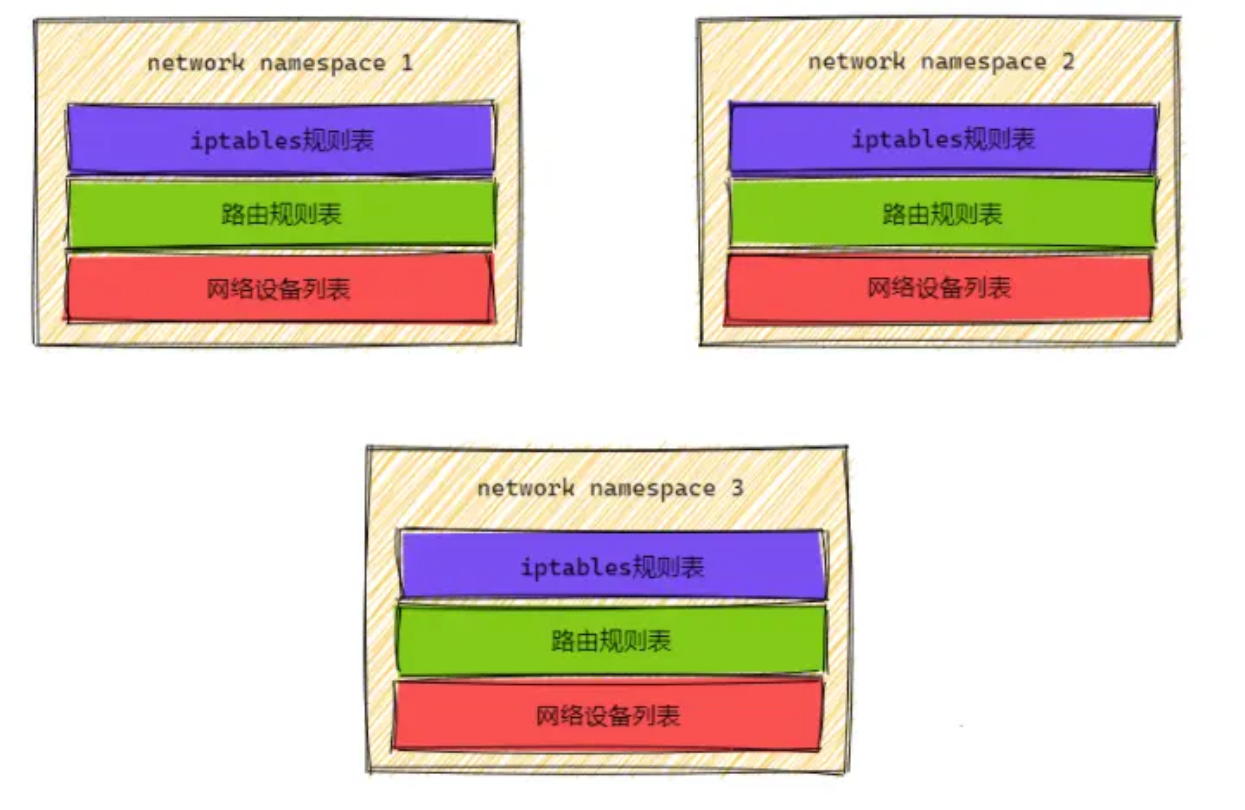 network namespace 1
iptables规则表
路由规则表
网络设备列表
network namespace 2
iptables规则表
路由规则表
网络设备列表
network namespace 3
iptables规则表
路由规则表
网络设备列表